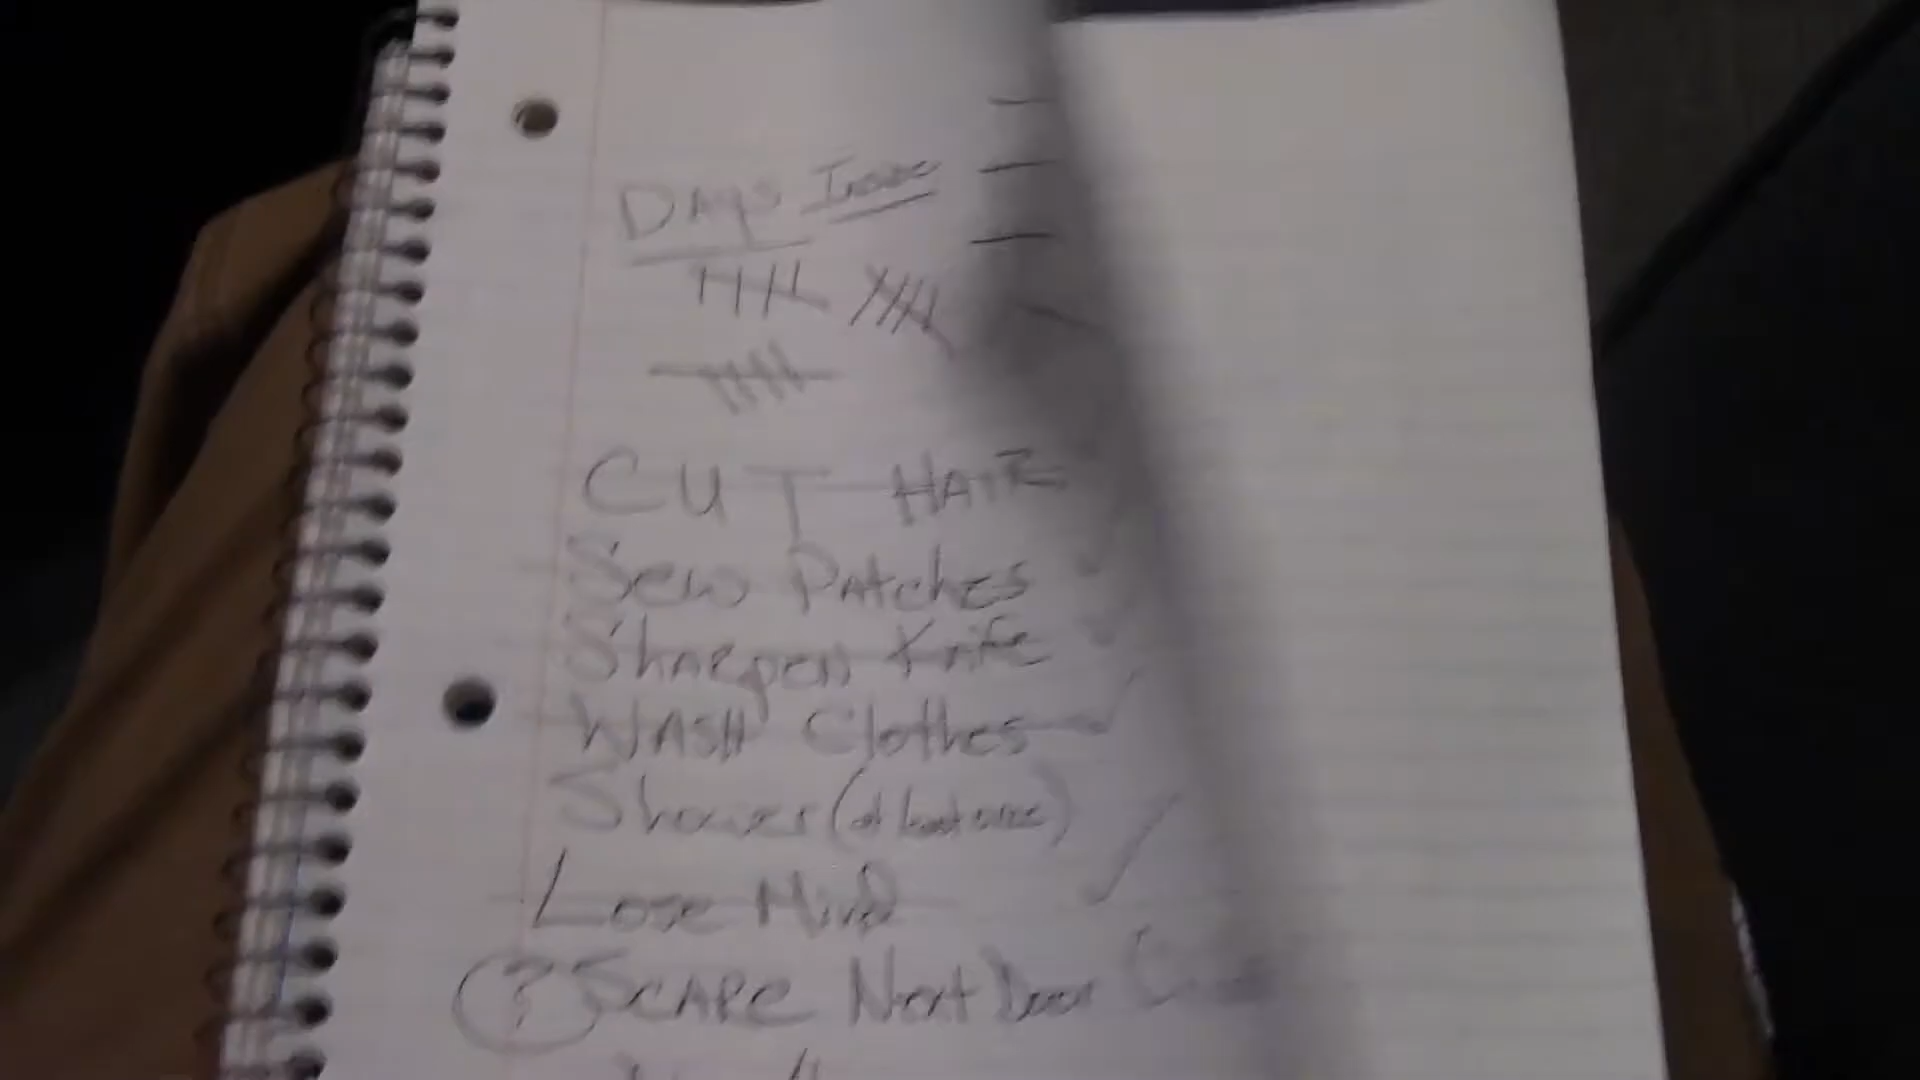 Days Inside
CUT HAIR
Sew Patches
Sharpen Knife
WASH Clothes
Shower (at least once)
Lose Mind
? Scare Next Door